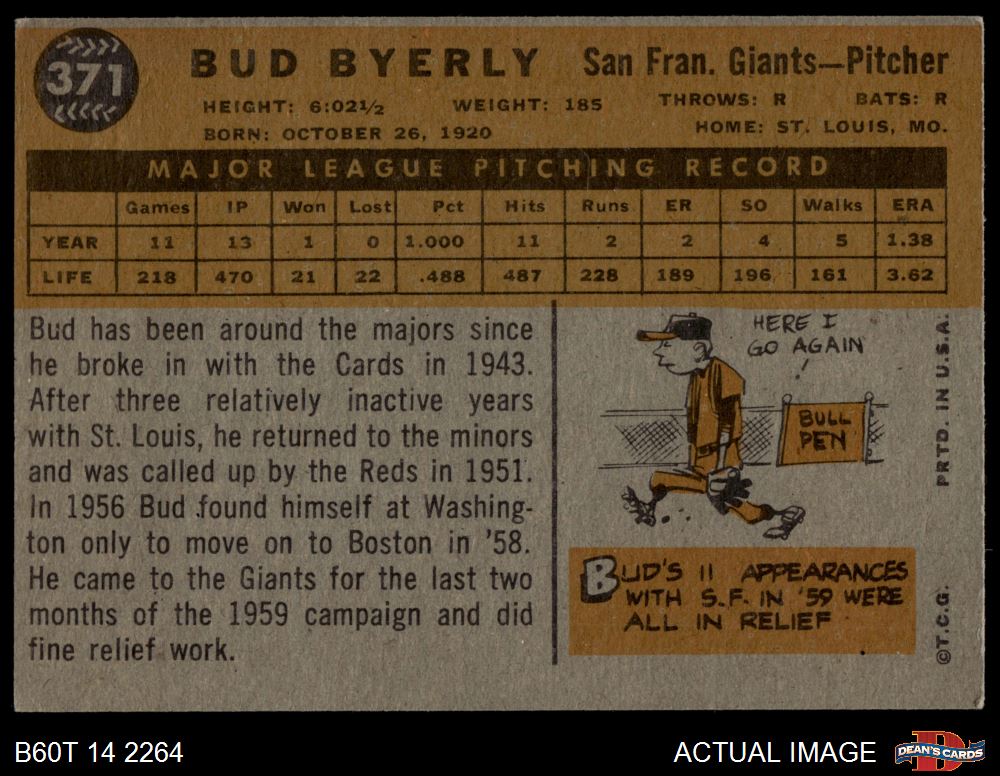 371
BUD BYERLY San Fran. Giants—Pitcher
HEIGHT: 6:02½ WEIGHT: 185 THROWS: R BATS: R
BORN: OCTOBER 26, 1920 HOME: ST. LOUIS, MO.
MAJOR LEAGUE PITCHING RECORD
Games IP Won Lost Pct Hits Runs ER SO Walks ERA
YEAR 11 13 1 0 1.000 11 2 2 4 5 1.38
LIFE 218 470 21 22 .488 487 228 189 196 161 3.62
Bud has been around the majors since
he broke in with the Cards in 1943.
After three relatively inactive years
with St. Louis, he returned to the minors
and was called up by the Reds in 1951.
In 1956 Bud found himself at Washing-
ton only to move on to Boston in '58.
He came to the Giants for the last two
months of the 1959 campaign and did
fine relief work.
HERE I
GO AGAIN
!
BULL
PEN
BUD'S 11 APPEARANCES
WITH S.F. IN '59 WERE
ALL IN RELIEF
PRTD. IN U.S.A.
©T.C.G.
B60T 14 2264 ACTUAL IMAGE
DEAN'S CARDS